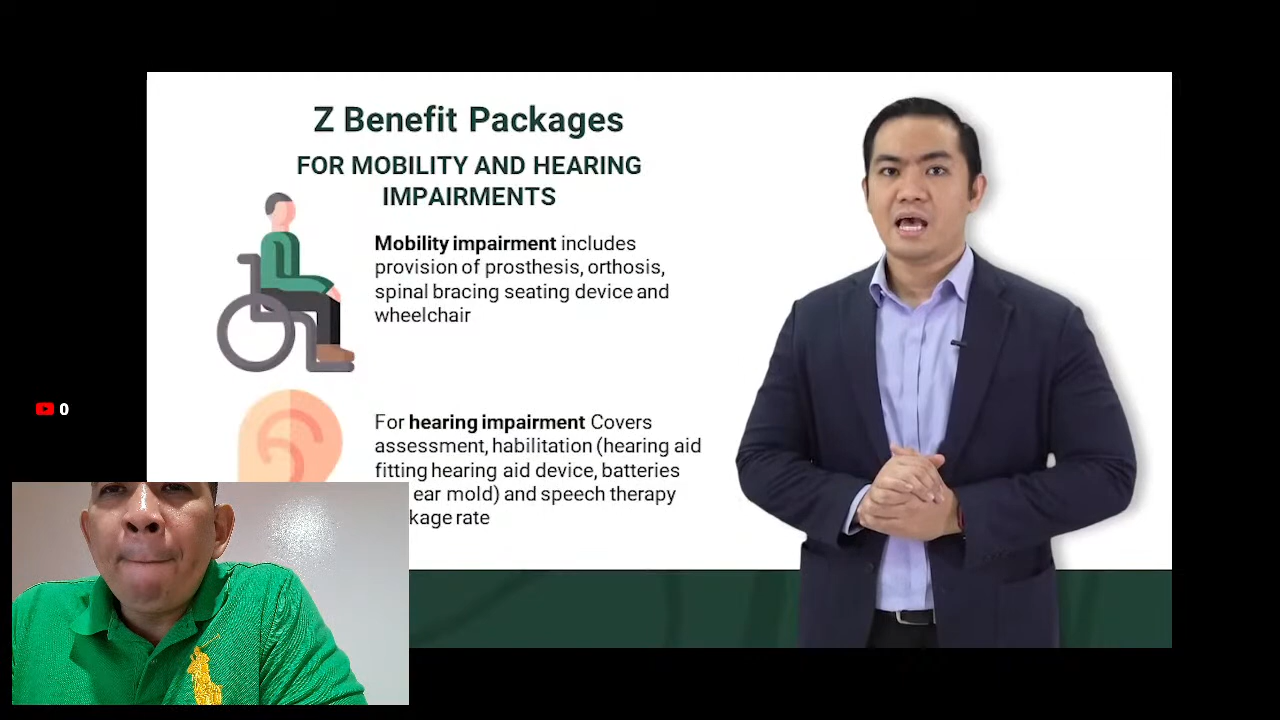 Z Benefit Packages
FOR MOBILITY AND HEARING
IMPAIRMENTS
Mobility impairment includes
provision of prosthesis, orthosis,
spinal bracing seating device and
wheelchair
For hearing impairment Covers
assessment, habilitation (hearing aid
fitting hearing aid device, batteries
ear mold) and speech therapy
kage rate
0